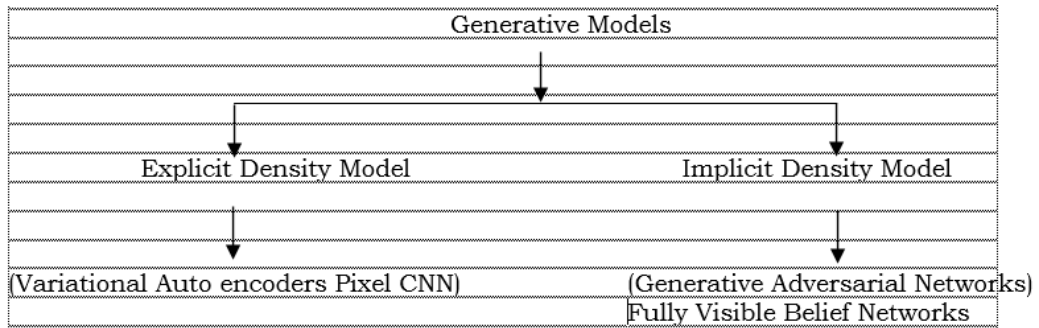 Generative Models
Explicit Density Model
Implicit Density Model
(Variational Auto encoders Pixel CNN)
(Generative Adversarial Networks)
Fully Visible Belief Networks